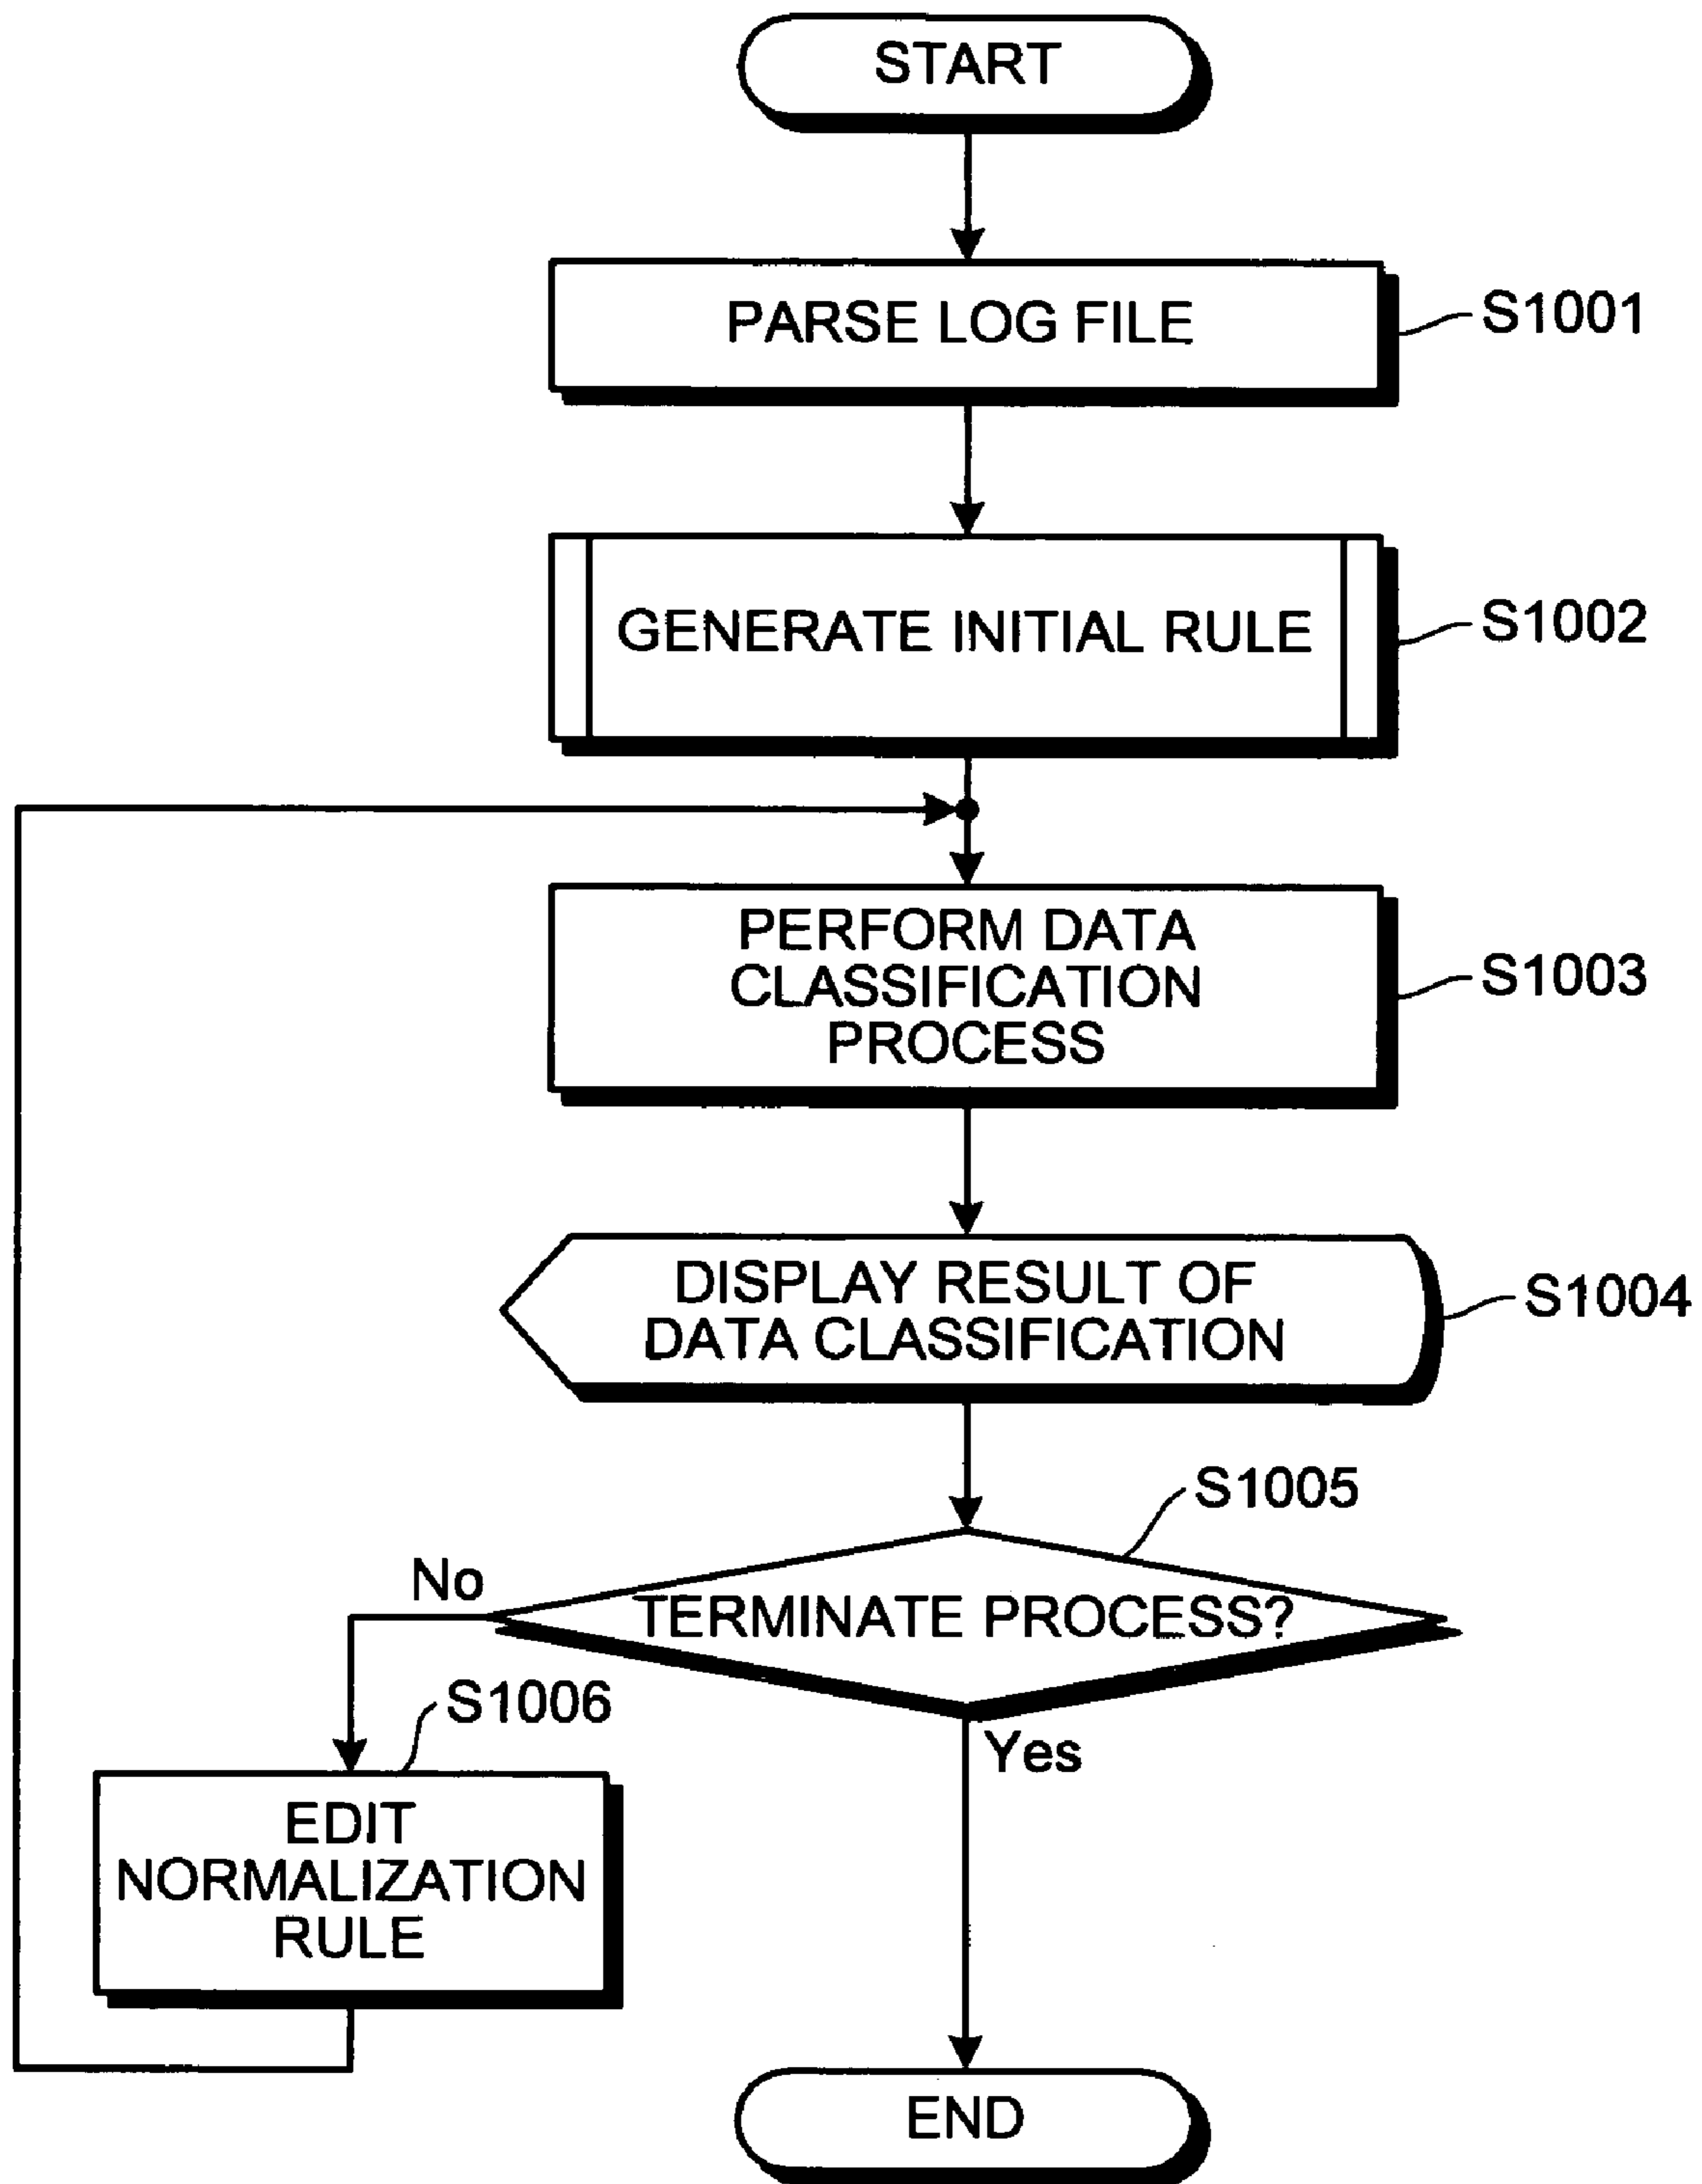 START
PARSE LOG FILE
S1001
GENERATE INITIAL RULE
S1002
PERFORM DATA
CLASSIFICATION
PROCESS
S1003
DISPLAY RESULT OF
DATA CLASSIFICATION
S1004
S1005
TERMINATE PROCESS?
No
Yes
S1006
EDIT
NORMALIZATION
RULE
END